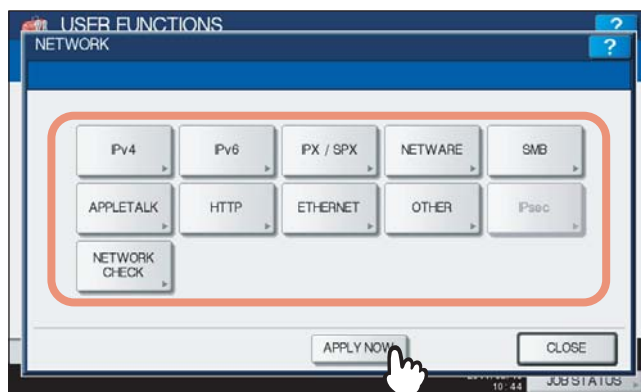 USER FUNCTIONS ?
NETWORK ?
IPv4 IPv6 IPX / SPX NETWARE SMB
APPLETALK HTTP ETHERNET OTHER IPsec
NETWORK
CHECK
APPLY NOW CLOSE
10:44 JOB STATUS